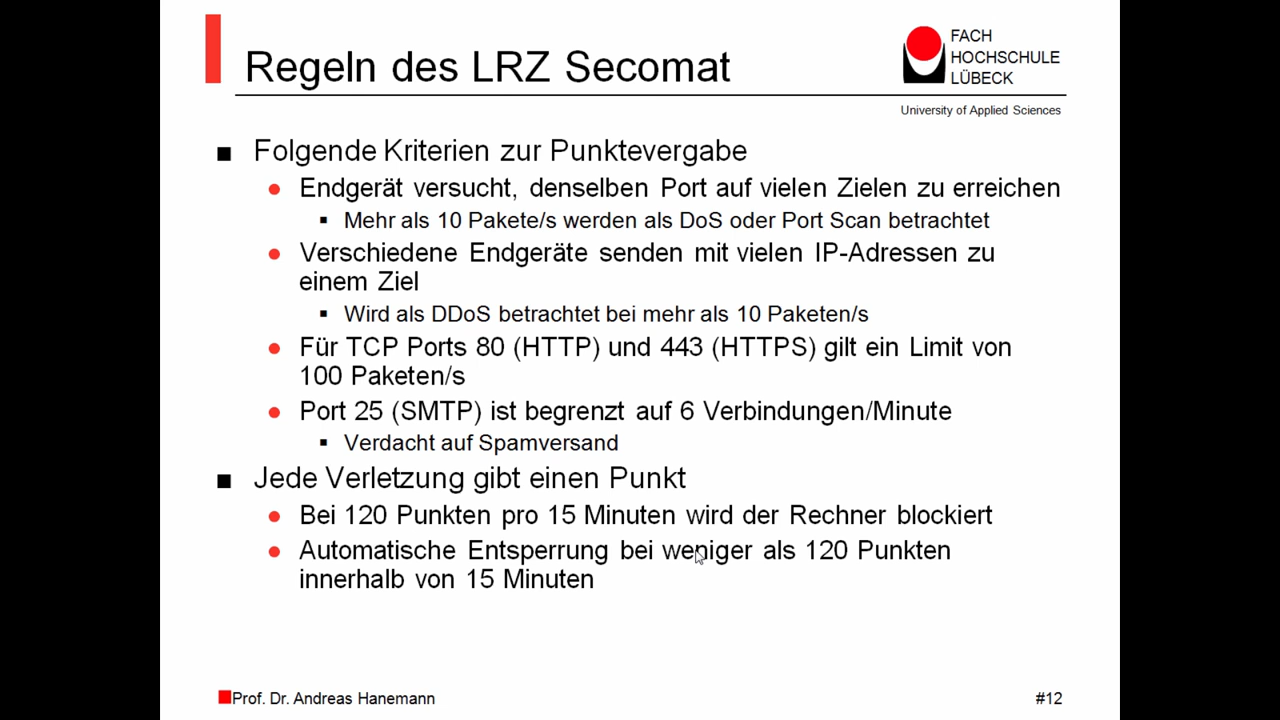 Regeln des LRZ Secomat
FACH
HOCHSCHULE
LÜBECK
University of Applied Sciences
Folgende Kriterien zur Punktevergabe
Endgerät versucht, denselben Port auf vielen Zielen zu erreichen
Mehr als 10 Pakete/s werden als DoS oder Port Scan betrachtet
Verschiedene Endgeräte senden mit vielen IP-Adressen zu
einem Ziel
Wird als DDoS betrachtet bei mehr als 10 Paketen/s
Für TCP Ports 80 (HTTP) und 443 (HTTPS) gilt ein Limit von
100 Paketen/s
Port 25 (SMTP) ist begrenzt auf 6 Verbindungen/Minute
Verdacht auf Spamversand
Jede Verletzung gibt einen Punkt
Bei 120 Punkten pro 15 Minuten wird der Rechner blockiert
Automatische Entsperrung bei weniger als 120 Punkten
innerhalb von 15 Minuten
Prof. Dr. Andreas Hanemann
#12